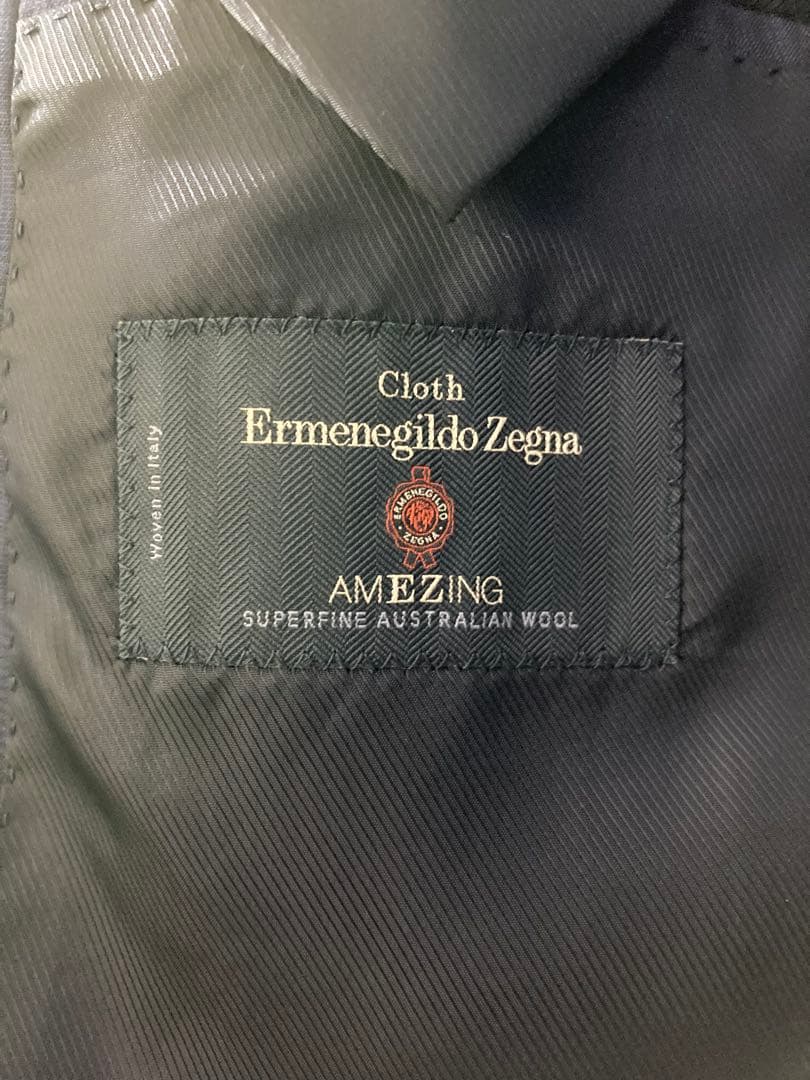 Cloth
Ermenegildo Zegna
Woven in Italy
ERMENEGILDO
ZEGNA
AMEZING
SUPERFINE AUSTRALIAN WOOL